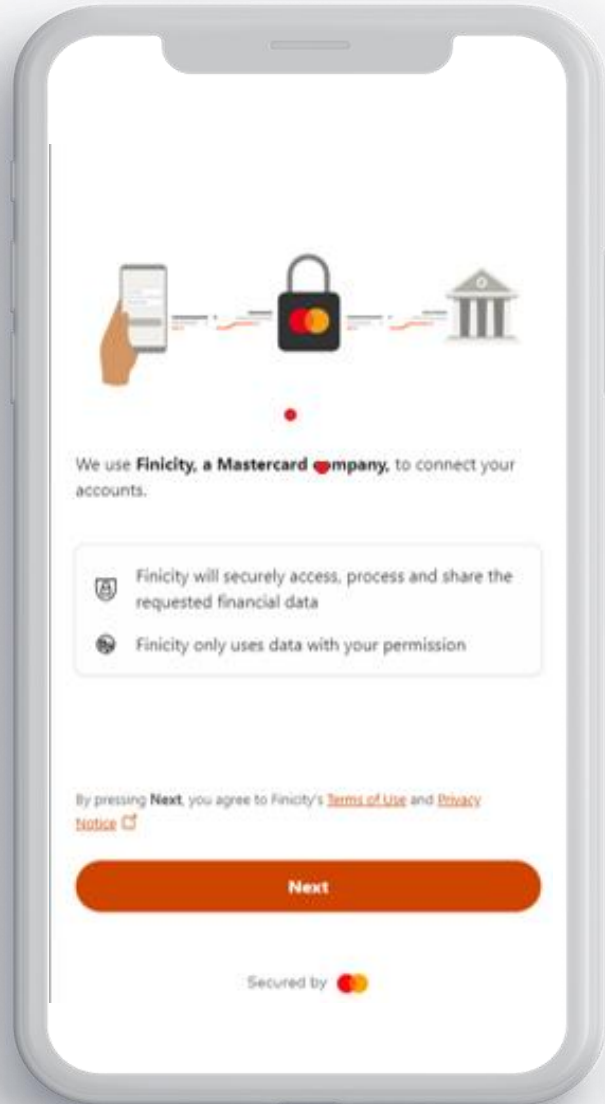 We use Finicity, a Mastercard company, to connect your
accounts.
Finicity will securely access, process and share the
requested financial data
Finicity only uses data with your permission
By pressing Next, you agree to Finicity's Terms of Use and Privacy
Notice
Next
Secured by